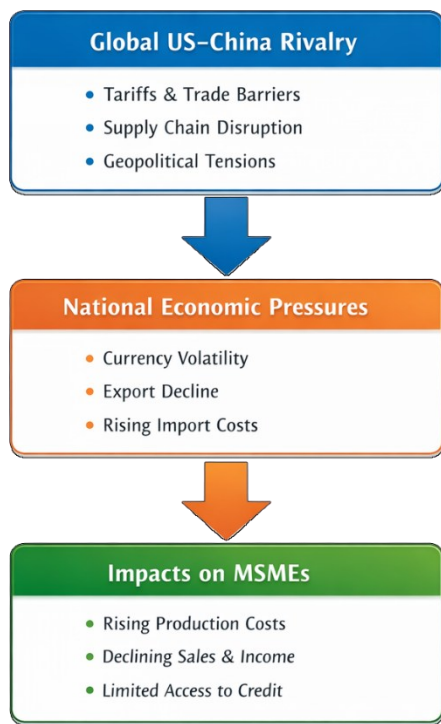 Global US–China Rivalry
• Tariffs & Trade Barriers
• Supply Chain Disruption
• Geopolitical Tensions
National Economic Pressures
• Currency Volatility
• Export Decline
• Rising Import Costs
Impacts on MSMEs
• Rising Production Costs
• Declining Sales & Income
• Limited Access to Credit